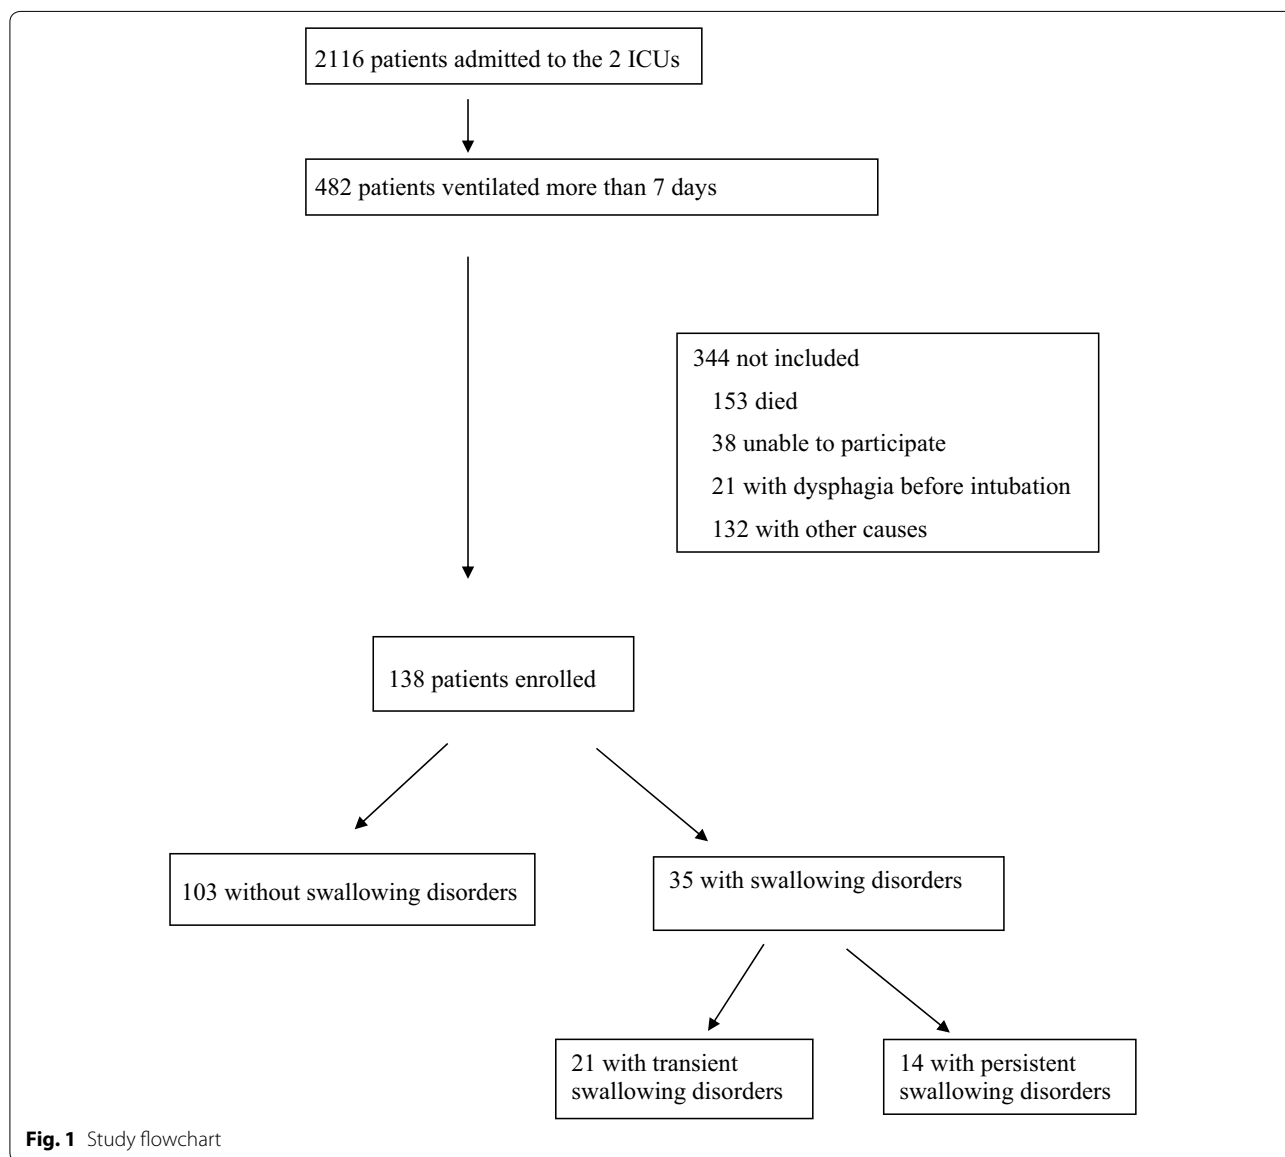 2116 patients admitted to the 2 ICUs
482 patients ventilated more than 7 days
344 not included
153 died
38 unable to participate
21 with dysphagia before intubation
132 with other causes
138 patients enrolled
103 without swallowing disorders
35 with swallowing disorders
21 with transient
swallowing disorders
14 with persistent
swallowing disorders
Fig. 1 Study flowchart